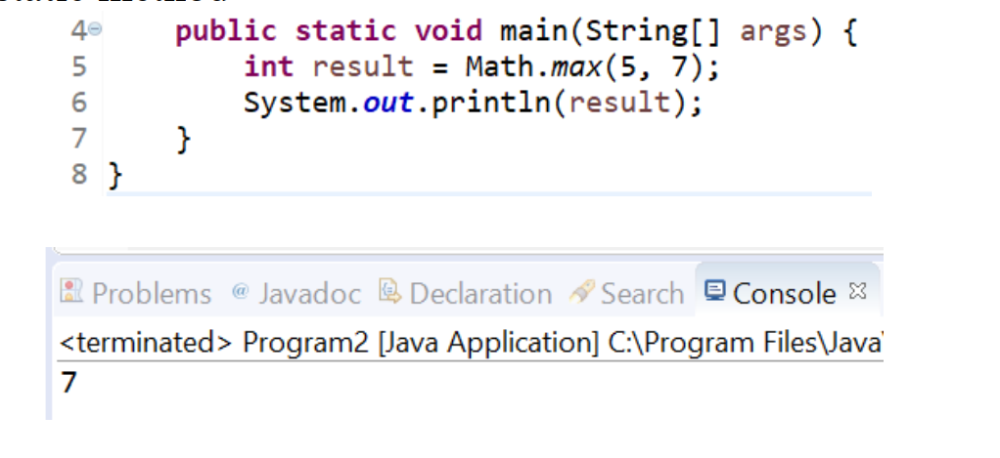 4 public static void main(String[] args) {
5 int result = Math.max(5, 7);
6 System.out.println(result);
7 }
8 }
Problems @ Javadoc Declaration Search Console
<terminated> Program2 [Java Application] C:\Program Files\Java\
7